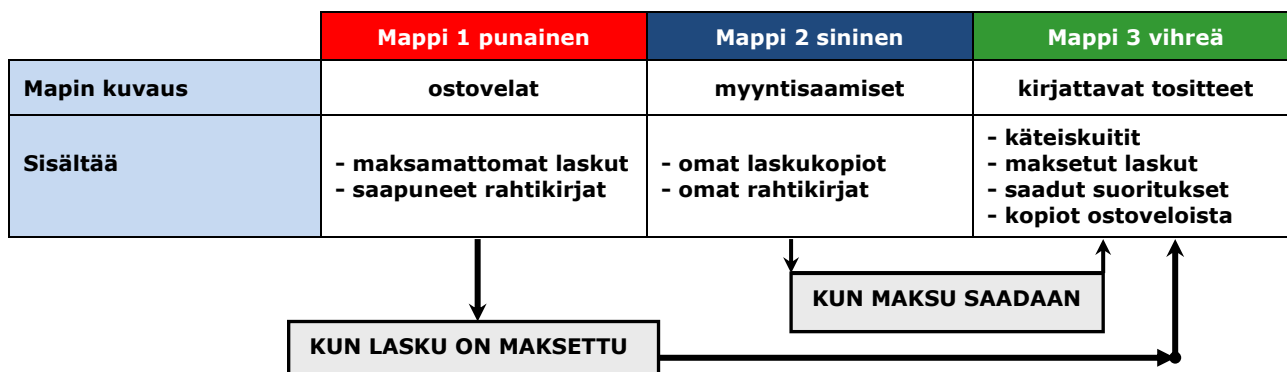 Mappi 1 punainen
Mappi 2 sininen
Mappi 3 vihreä
Mapin kuvaus
ostovelat
myyntisaamiset
kirjattavat tositteet
Sisältää
- maksamattomat laskut
- saapuneet rahtikirjat
- omat laskukopiot
- omat rahtikirjat
- käteiskuitit
- maksetut laskut
- saadut suoritukset
- kopiot ostoveloista
KUN MAKSU SAADAAN
KUN LASKU ON MAKSETTU